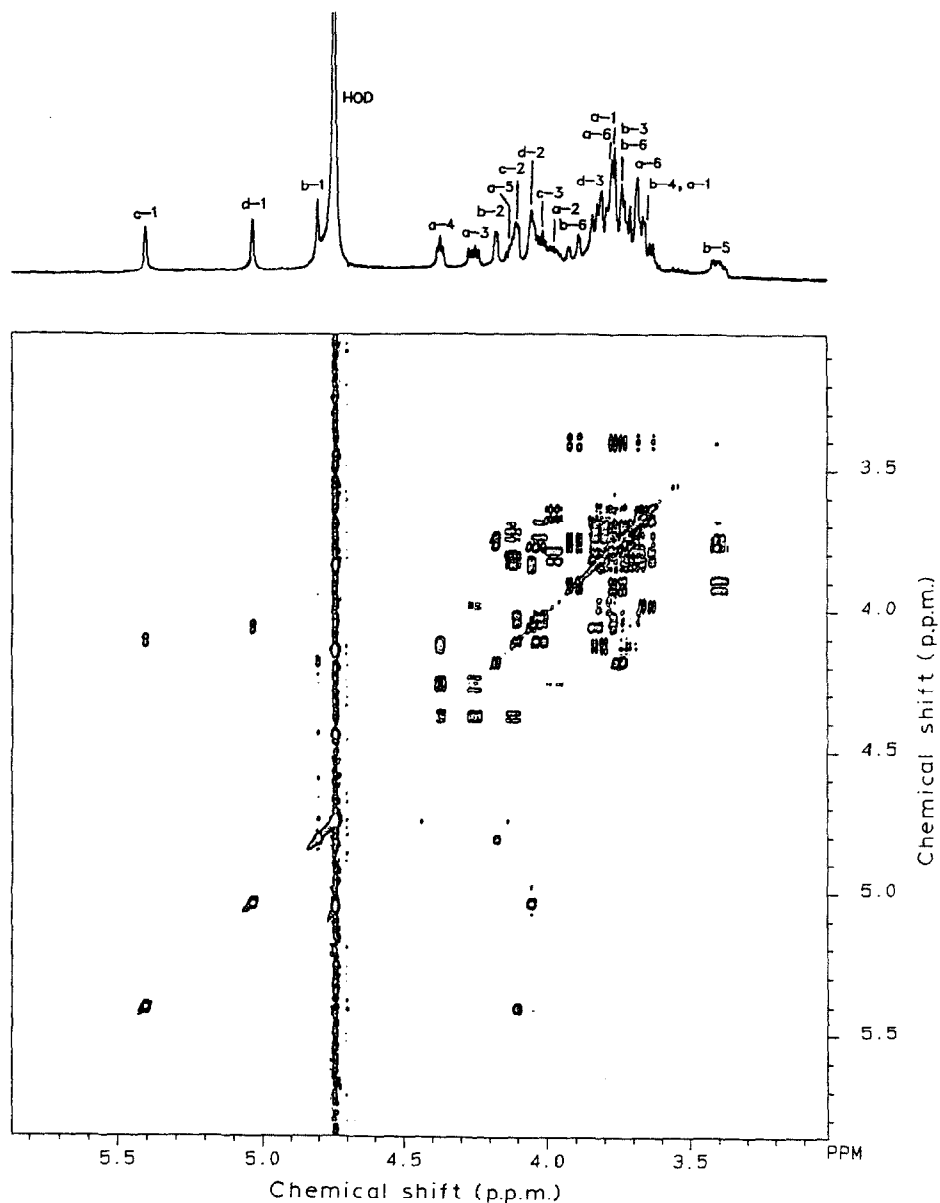 HOD
c-1
d-1
b-1
a-4
a-3
b-2
a-5
c-2
d-2
c-3
a-2
b-6
d-3
a-6
a-1
b-3
b-6
a-6
b-4, a-1
b-5
3.5
4.0
4.5
5.0
5.5
Chemical shift (p.p.m.)
5.5
5.0
4.5
4.0
3.5
PPM
Chemical shift (p.p.m.)